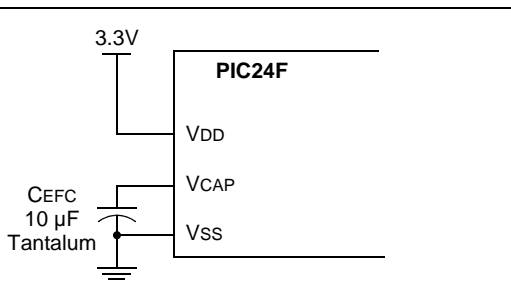 3.3V
PIC24F
VDD
VCAP
CEFC
10 µF
Tantalum
VSS